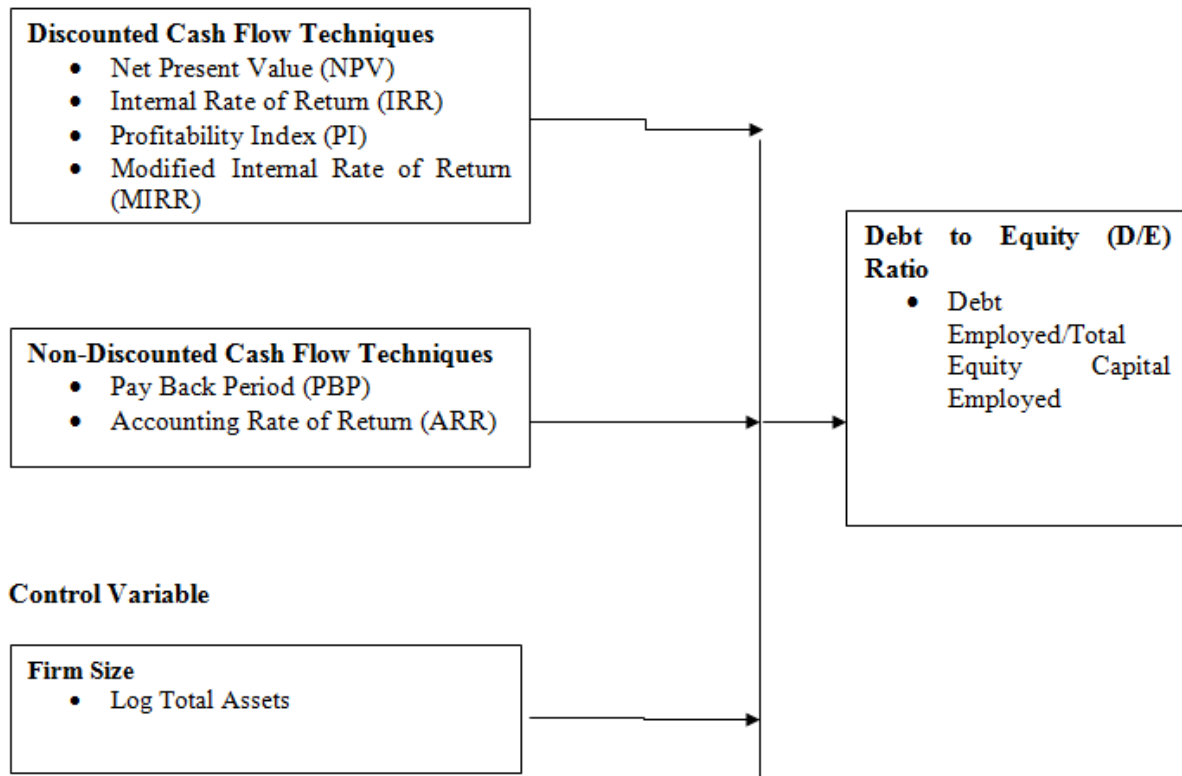 Discounted Cash Flow Techniques
• Net Present Value (NPV)
• Internal Rate of Return (IRR)
• Profitability Index (PI)
• Modified Internal Rate of Return
(MIRR)
Non-Discounted Cash Flow Techniques
• Pay Back Period (PBP)
• Accounting Rate of Return (ARR)
Control Variable
Firm Size
• Log Total Assets
Debt to Equity (D/E)
Ratio
• Debt
Employed/Total
Equity Capital
Employed